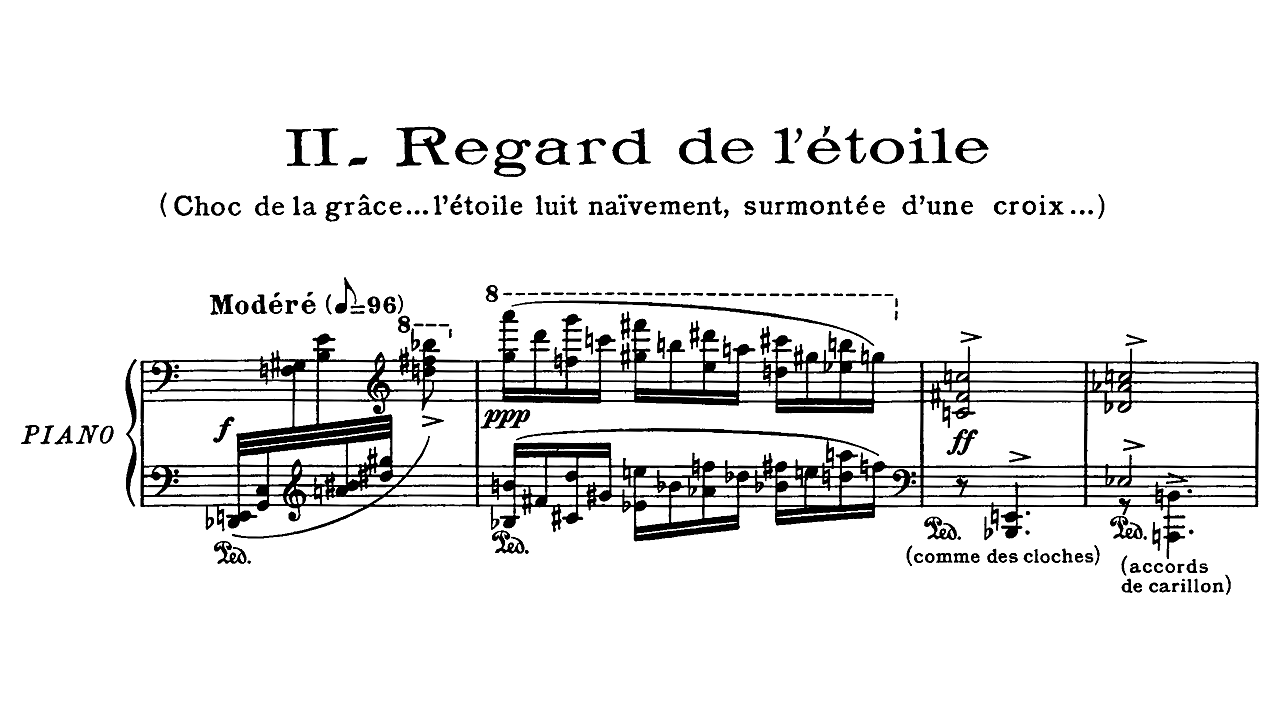 II. Regard de l'étoile
(Choc de la grâce...l'étoile luit naïvement, surmontée d'une croix...)
Modéré (♪=96)
8
8
PIANO
f
ppp
ff
Ped.
Ped.
Ped.
Ped.
(comme des cloches)
(accords
de carillon)